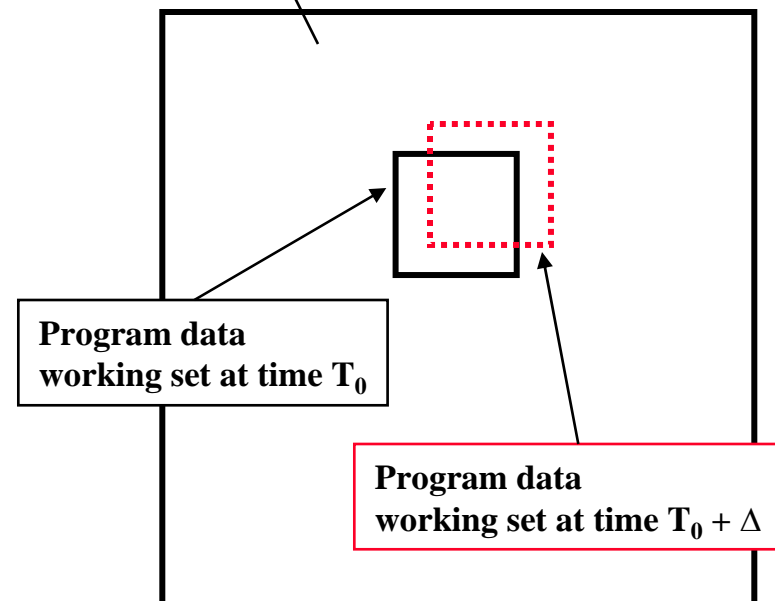 Program data
working set at time T₀
Program data
working set at time T₀ + Δ